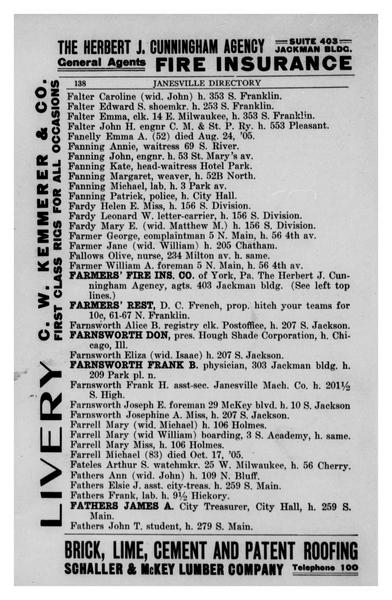 THE HERBERT J. CUNNINGHAM AGENCY SUITE 403 JACKMAN BLDG.
General Agents FIRE INSURANCE
138 JANESVILLE DIRECTORY
Falter Caroline (wid. John) h. 353 S. Franklin.
Falter Edward S. shoemkr. h. 253 S. Franklin.
Falter Emma, clk. 14 E. Milwaukee, h. 353 S. Franklin.
Falter John H. engnr C. M. & St. P. Ry. h. 553 Pleasant.
Fanelly Emma A. (52) died Aug. 24, '05.
Fanning Annie, waitress 69 S. River.
Fanning John, engnr. h. 53 St. Mary's av.
Fanning Kate, head-waitress Hotel Park.
Fanning Margaret, weaver, h. 52B North.
Fanning Michael, lab. h. 3 Park av.
Fanning Patrick, police, h. City Hall.
Fardy Helen E. Miss, h. 156 S. Division.
Fardy Leonard W. letter-carrier, h. 156 S. Division.
Fardy Mary E. (wid. Matthew M.) h. 156 S. Division.
Farmer George, complaintman 5 N. Main, h. 56 4th av.
Farmer Jane (wid. William) h. 205 Chatham.
Fallows Olive, nurse, 234 Milton av. h. same.
Farmer William A. foreman 5 N. Main, h. 56 4th av.
FARMERS' FIRE INS. CO. of York, Pa. The Herbert J. Cun-
ningham Agency, agts. 403 Jackman bldg. (See left top
lines.)
FARMERS' REST, D. C. French, prop. hitch your teams for
10c, 61-67 N. Franklin.
Farnsworth Alice B. registry clk. Postoffice, h. 207 S. Jackson.
FARNSWORTH DON, pres. Hough Shade Corporation, h. Chi-
cago, Ill.
Farnsworth Eliza (wid. Isaac) h. 207 S. Jackson.
FARNSWORTH FRANK B. physician, 303 Jackman bldg. h.
209 Park pl. n.
Farnsworth Frank H. asst-sec. Janesville Mach. Co. h. 201½
S. High.
Farnsworth Joseph E. foreman 29 McKey blvd. h. 10 S. Jackson
Farnsworth Josephine A. Miss, h. 207 S. Jackson.
Farrell Mary (wid. Michael) h. 106 Holmes.
Farrell Mary (wid William) boarding, 3 S. Academy, h. same.
Farrell Mary Miss, h. 106 Holmes.
Farrell Michael (83) died Oct. 17, '05.
Fateles Arthur S. watchmkr. 25 W. Milwaukee, h. 56 Cherry.
Fathers Ann (wid. John) h. 109 N. Bluff.
Fathers Elsie J. asst. city-treas. h. 259 S. Main.
Fathers Frank, lab. h. 9½ Hickory.
FATHERS JAMES A. City Treasurer, City Hall, h. 259 S.
Main.
Fathers John T. student, h. 279 S. Main.
LIVERY C. W. KEMMERER & CO.
FIRST CLASS RIGS FOR ALL OCCASIONS
BRICK, LIME, CEMENT AND PATENT ROOFING
SCHALLER & McKEY LUMBER COMPANY Telephone 100